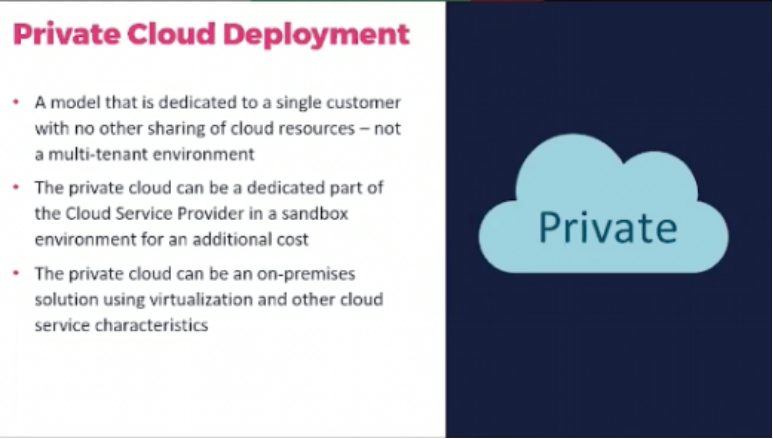 Private Cloud Deployment
• A model that is dedicated to a single customer
with no other sharing of cloud resources – not
a multi-tenant environment
• The private cloud can be a dedicated part of
the Cloud Service Provider in a sandbox
environment for an additional cost
• The private cloud can be an on-premises
solution using virtualization and other cloud
service characteristics
Private